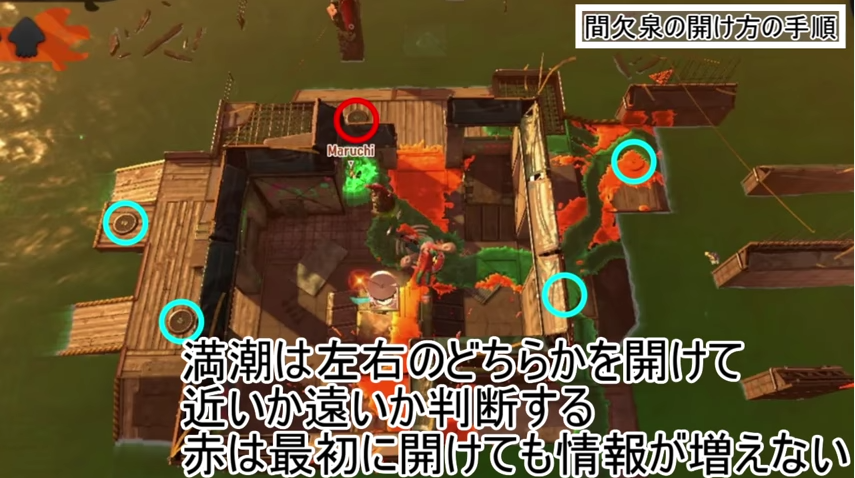 間欠泉の開け方の手順
Maruchi
満潮は左右のどちらかを開けて
近いか遠いか判断する
赤は最初に開けても情報が増えない